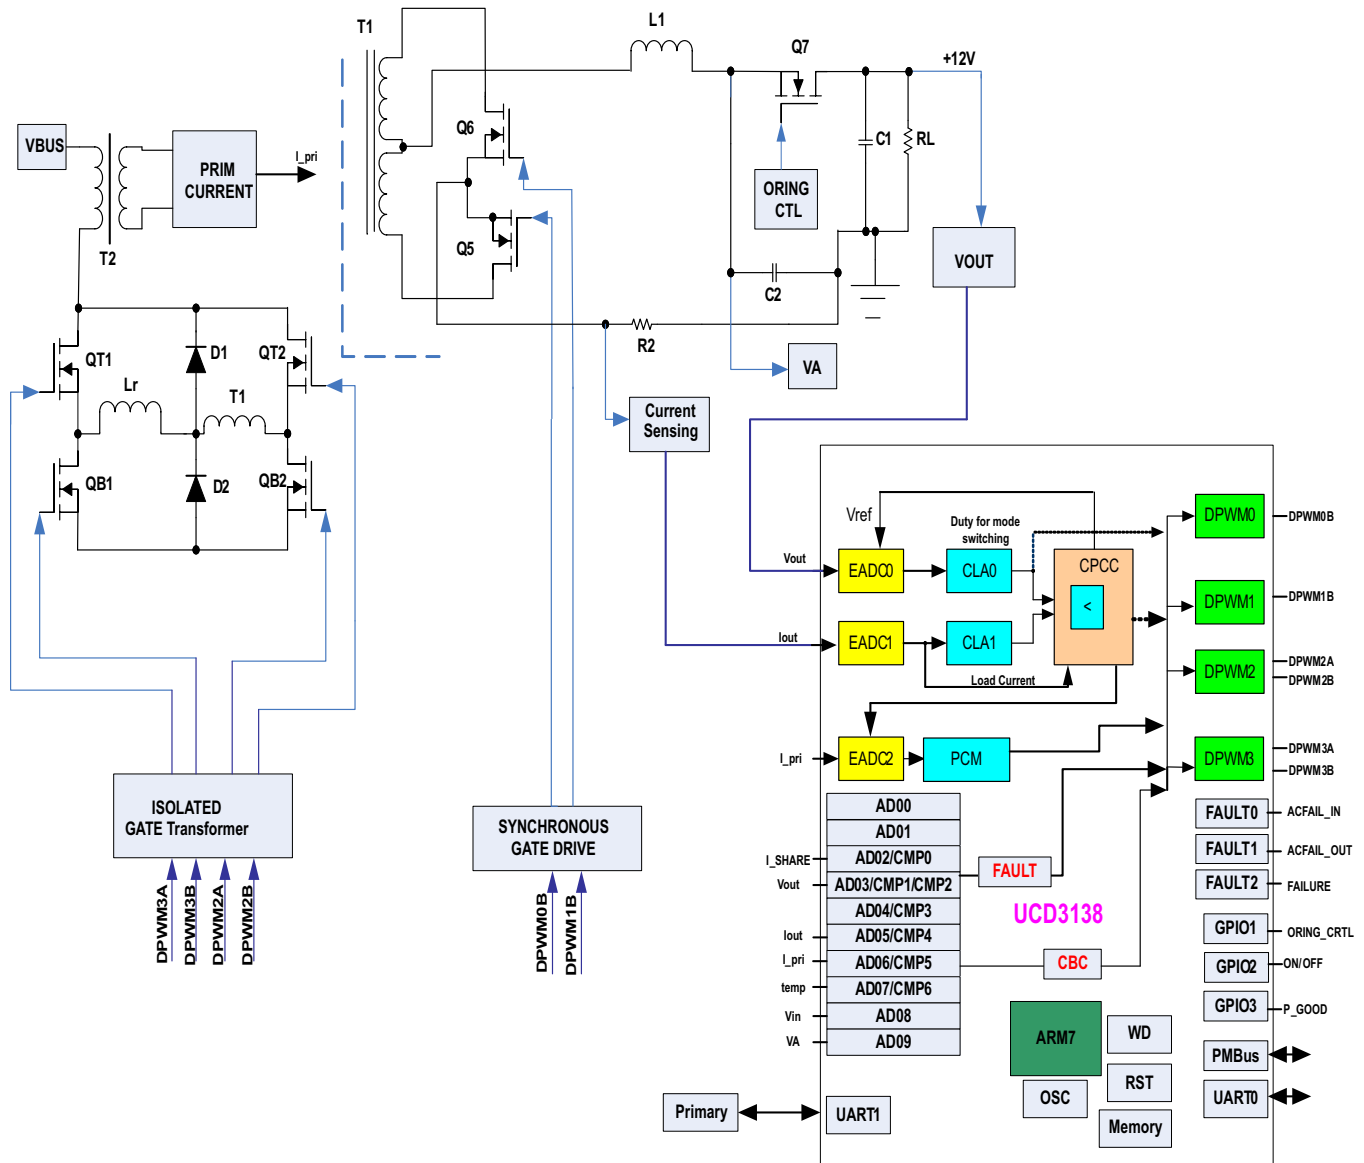 T1
L1
Q7
+12V
VBUS
PRIM
CURRENT
I_pri
Q6
Q5
C1
RL
ORING
CTL
T2
VOUT
C2
R2
VA
QT1
D1
QT2
Lr
T1
QB1
D2
QB2
Current
Sensing
Vref
Duty for mode
switching
CPCC
<
DPWM0
DPWM0B
Vout
EADC0
CLA0
DPWM1
DPWM1B
Iout
EADC1
CLA1
Load Current
DPWM2
DPWM2A
DPWM2B
I_pri
EADC2
PCM
DPWM3
DPWM3A
DPWM3B
ISOLATED
GATE Transformer
DPWM3A
DPWM3B
DPWM2A
DPWM2B
SYNCHRONOUS
GATE DRIVE
DPWM0B
DPWM1B
AD00
AD01
I_SHARE
AD02/CMP0
Vout
AD03/CMP1/CMP2
AD04/CMP3
Iout
AD05/CMP4
I_pri
AD06/CMP5
temp
AD07/CMP6
Vin
AD08
VA
AD09
FAULT
UCD3138
CBC
FAULT0
ACFAIL_IN
FAULT1
ACFAIL_OUT
FAULT2
FAILURE
GPIO1
ORING_CRTL
GPIO2
ON/OFF
GPIO3
P_GOOD
ARM7
WD
PMBus
OSC
RST
UART0
Memory
Primary
UART1